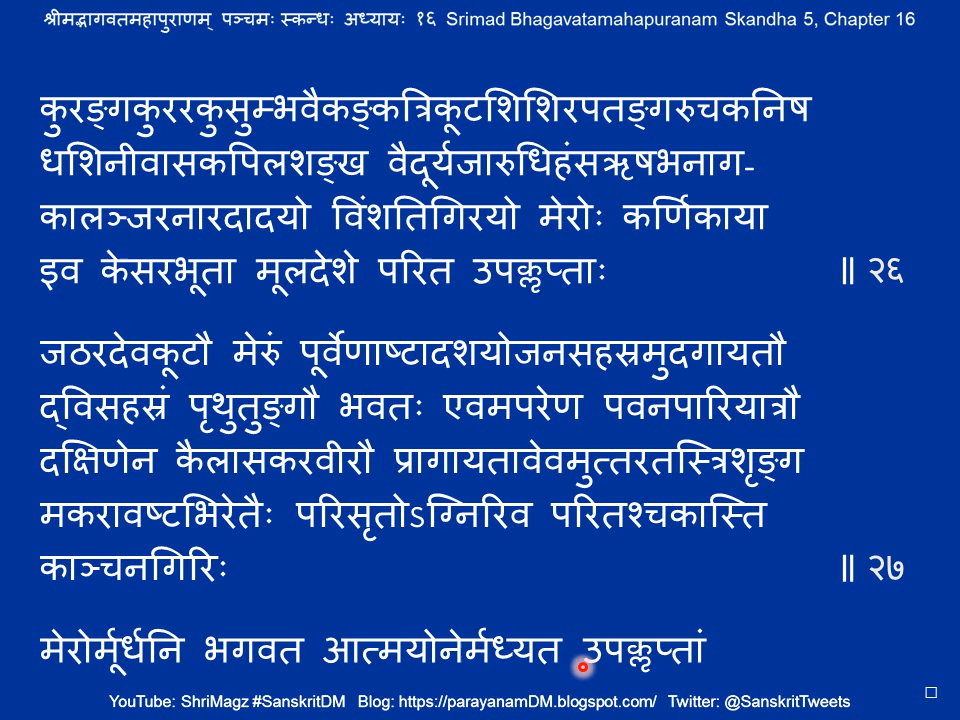 श्रीमद्भागवतमहापुराणम् पञ्चमः स्कन्धः अध्यायः १६ Srimad Bhagavatamahapuranam Skandha 5, Chapter 16
कुरङ्गकुररकुसुम्भवैकङ्कत्रिकूटशिशिरपतङ्गरुचकनिष
धशिनीवासकपिलशङ्ख वैदूर्यजारुधिहंसऋषभनाग-
कालञ्जरनारदादयो विंशतिगिरयो मेरोः कर्णिकाया
इव केसरभूता मूलदेशे परित उपक्लृप्ताः ॥ २६
जठरदेवकूटौ मेरुं पूर्वेणाष्टादशयोजनसहस्रमुदगायतौ
द्विसहस्रं पृथुतुङ्गौ भवतः एवमपरेण पवनपारियात्रौ
दक्षिणेन कैलासकरवीरौ प्रागायतावेवमुत्तरतस्त्रिशृङ्ग
मकरावष्टभिरेतैः परिसृतोऽग्निरिव परितश्चकास्ति
काञ्चनगिरिः ॥ २७
मेरोर्मूर्धनि भगवत आत्मयोनेर्मध्यत उपक्लृप्तां
YouTube: ShriMagz #SanskritDM Blog: https://parayanamDM.blogspot.com/ Twitter: @SanskritTweets